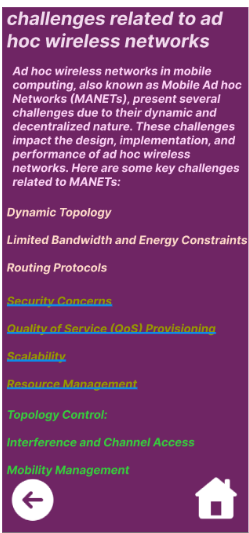 challenges related to ad
hoc wireless networks
Ad hoc wireless networks in mobile
computing, also known as Mobile Ad hoc
Networks (MANETs), present several
challenges due to their dynamic and
decentralized nature. These challenges
impact the design, implementation, and
performance of ad hoc wireless
networks. Here are some key challenges
related to MANETs:
Dynamic Topology
Limited Bandwidth and Energy Constraints
Routing Protocols
Security Concerns
Quality of Service (QoS) Provisioning
Scalability
Resource Management
Topology Control:
Interference and Channel Access
Mobility Management